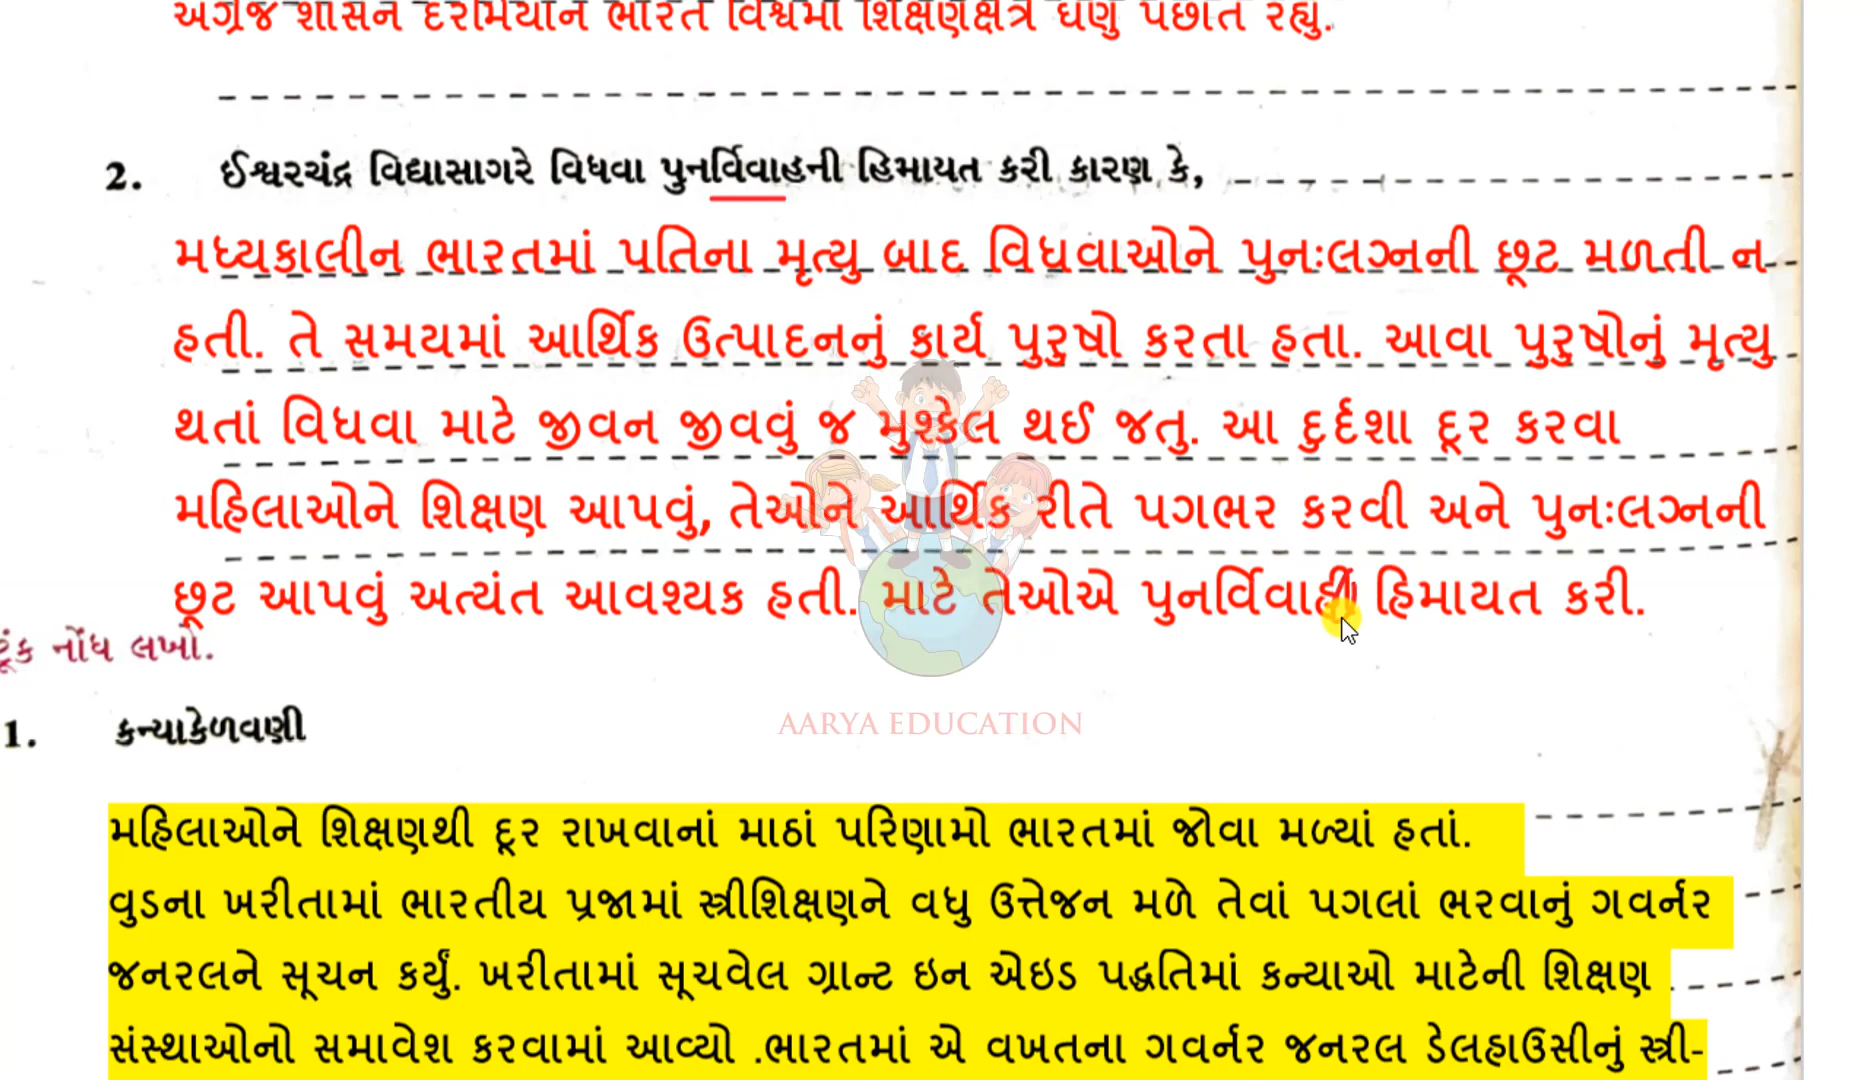 અંગ્રેજ શાસન દરમિયાન ભારત વિશ્વમાં શિક્ષણક્ષેત્રે ઘણું પછાત રહ્યું.
2. ઈશ્વરચંદ્ર વિદ્યાસાગરે વિધવા પુનર્વિવાહની હિમાયત કરી કારણ કે,
મધ્યકાલીન ભારતમાં પતિના મૃત્યુ બાદ વિધવાઓને પુનઃલગ્નની છૂટ મળતી ન
હતી. તે સમયમાં આર્થિક ઉત્પાદનનું કાર્ય પુરુષો કરતા હતા. આવા પુરુષોનું મૃત્યુ
થતાં વિધવા માટે જીવન જીવવું જ મુશ્કેલ થઈ જતુ. આ દુર્દશા દૂર કરવા
મહિલાઓને શિક્ષણ આપવું, તેઓને આર્થિક રીતે પગભર કરવી અને પુનઃલગ્નની
છૂટ આપવું અત્યંત આવશ્યક હતી. માટે તેઓએ હિમાયત કરી.
ટૂંક નોંધ લખો.
1. કન્યાકેળવણી
AARYA EDUCATION
મહિલાઓને શિક્ષણથી દૂર રાખવાનાં માઠાં પરિણામો ભારતમાં જોવા મળ્યાં હતાં.
વુડના ખરીતામાં ભારતીય પ્રજામાં સ્ત્રીશિક્ષણને વધુ ઉત્તેજન મળે તેવાં પગલાં ભરવાનું ગવર્નર
જનરલને સૂચન કર્યું. ખરીતામાં સૂચવેલ ગ્રાન્ટ ઇન એઇડ પદ્ધતિમાં કન્યાઓ માટેની શિક્ષણ
સંસ્થાઓનો સમાવેશ કરવામાં આવ્યો .ભારતમાં એ વખતના ગવર્નર જનરલ ડેલહાઉસીનું સ્ત્રી-